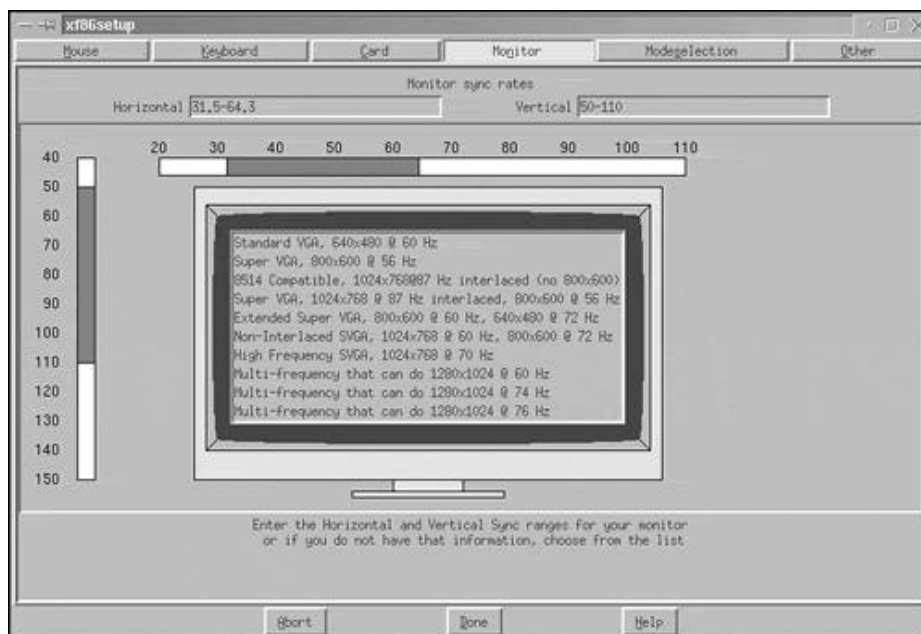 xf86setup
Mouse Keyboard Card Monitor Modeselection Other
Monitor sync rates
Horizontal 31.5-64.3 Vertical 50-110
20 30 40 50 60 70 80 90 100 110
40
50
60
70
80
90
100
110
120
130
140
150
Standard VGA, 640x480 @ 60 Hz
Super VGA, 800x600 @ 56 Hz
8514 Compatible, 1024x768@87 Hz interlaced (no 800x600)
Super VGA, 1024x768 @ 87 Hz interlaced, 800x600 @ 56 Hz
Extended Super VGA, 800x600 @ 60 Hz, 640x480 @ 72 Hz
Non-Interlaced SVGA, 1024x768 @ 60 Hz, 800x600 @ 72 Hz
High Frequency SVGA, 1024x768 @ 70 Hz
Multi-frequency that can do 1280x1024 @ 60 Hz
Multi-frequency that can do 1280x1024 @ 74 Hz
Multi-frequency that can do 1280x1024 @ 76 Hz
Enter the Horizontal and Vertical Sync ranges for your monitor
or if you do not have that information, choose from the list
Abort Done Help